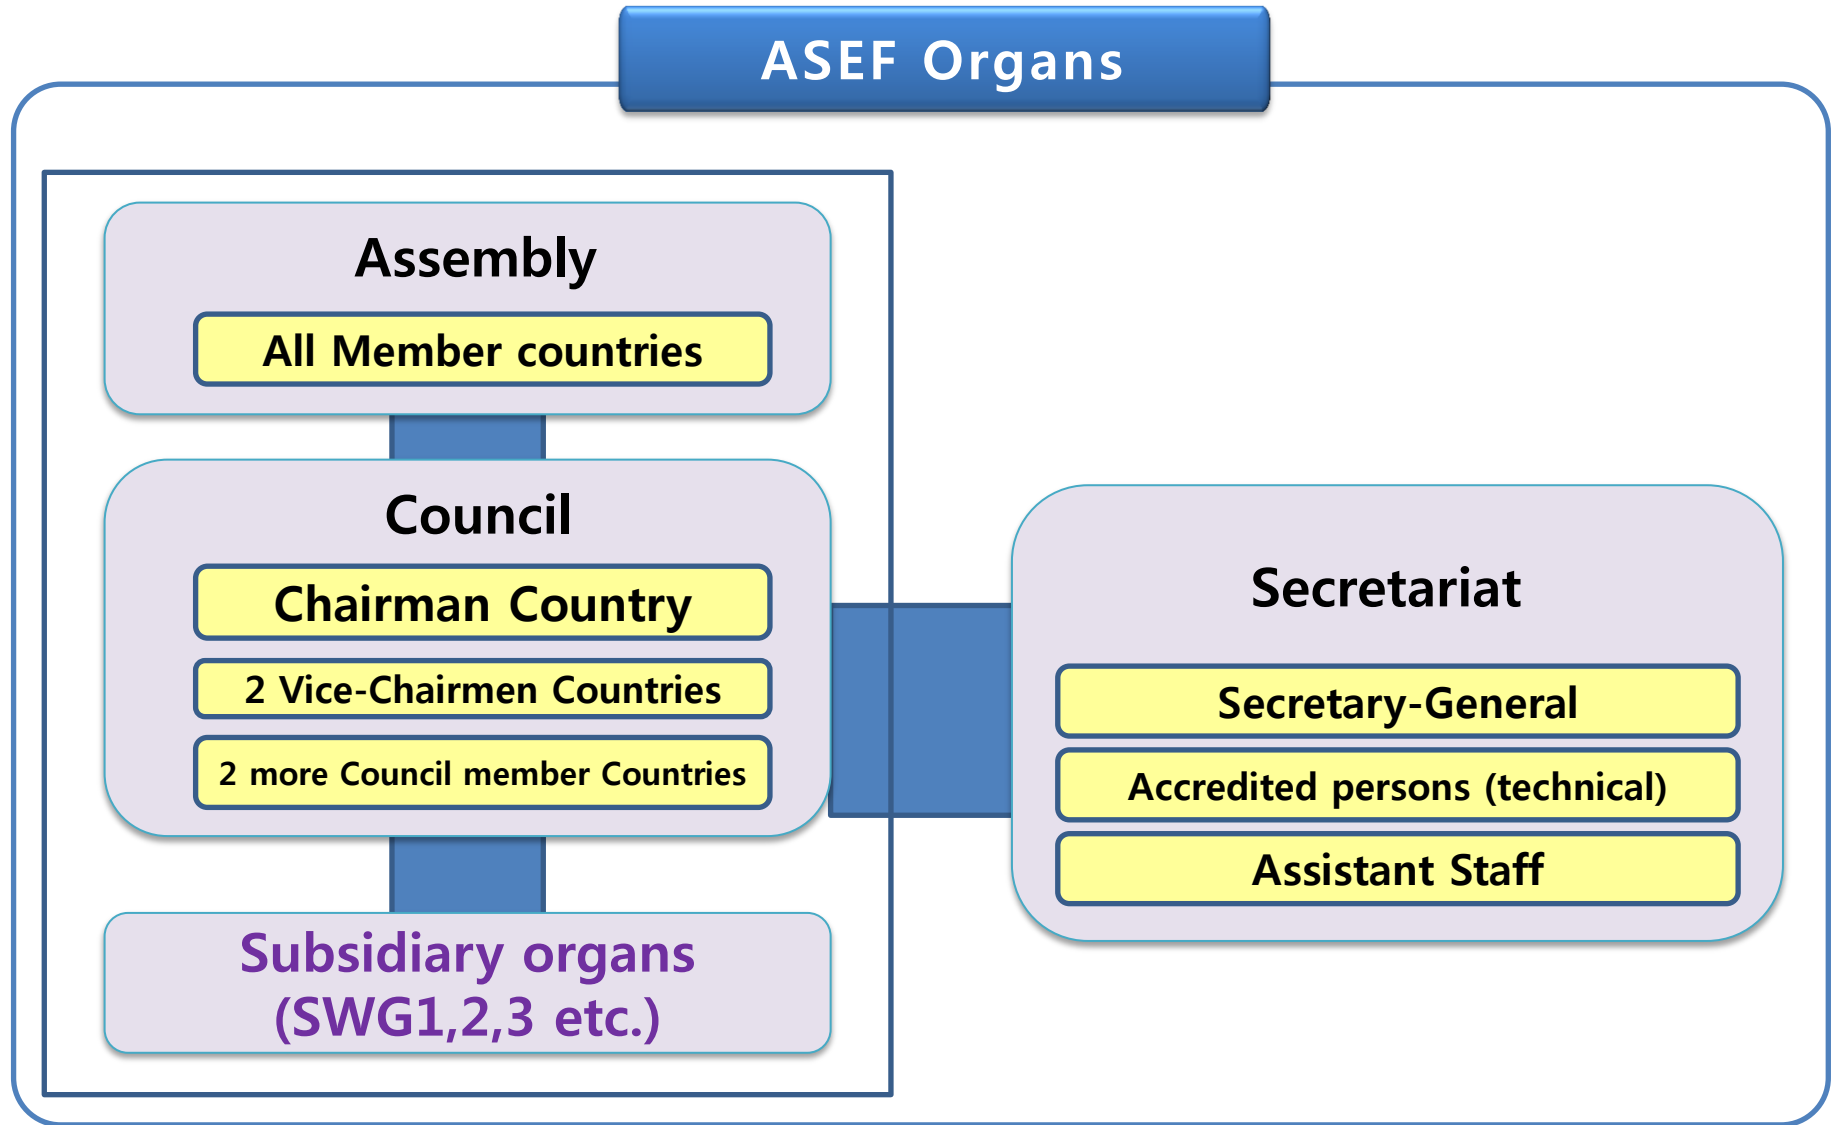 ASEF Organs
Assembly
All Member countries
Council
Chairman Country
2 Vice-Chairmen Countries
2 more Council member Countries
Subsidiary organs
(SWG1,2,3 etc.)
Secretariat
Secretary-General
Accredited persons (technical)
Assistant Staff